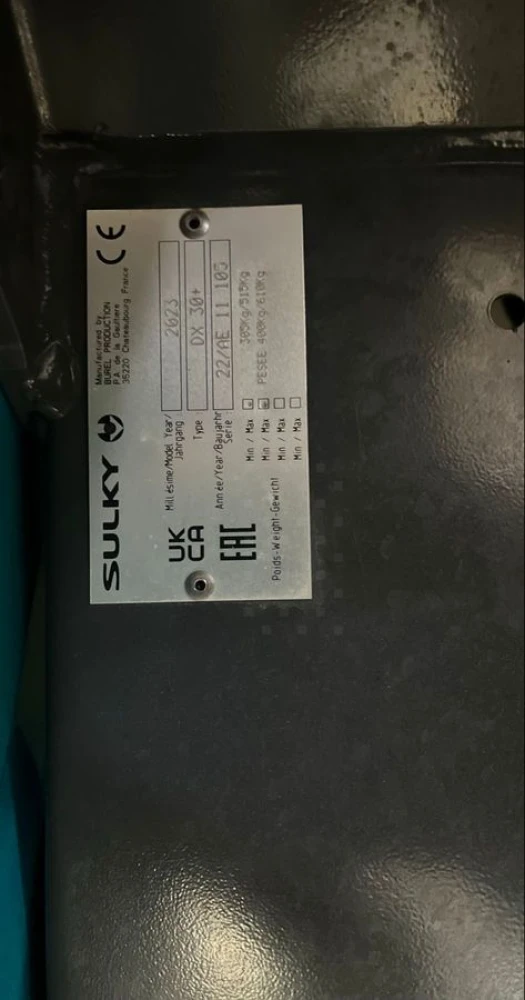 SULKY
Manufactured by
BUREL PRODUCTION
P.A. de la Gaultière
35220 Chateaubourg France
CE
UK
CA
EAC
Millésime/Model Year/
Jahrgang
2023
Type :
DX 30+
Année/Year/Baujahr
Serie :
22/AE 11 105
Poids-Weight-Gewicht
Min / Max 305Kg/515Kg
Min / Max PESEE 400Kg/610Kg
Min / Max
Min / Max